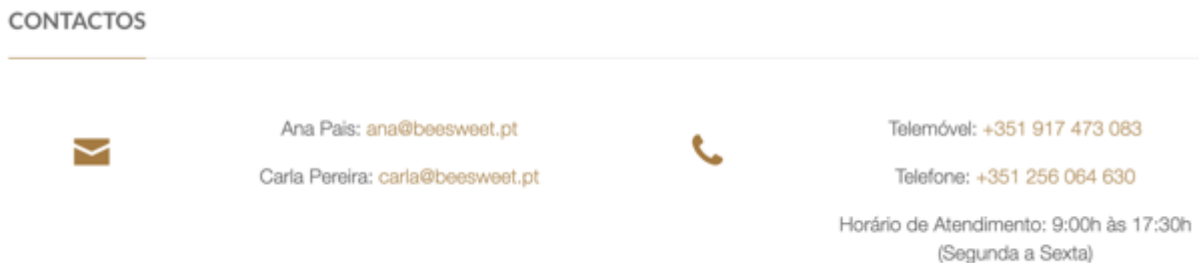 CONTACTOS
Ana Pais: ana@beesweet.pt
Carla Pereira: carla@beesweet.pt
Telemóvel: +351 917 473 083
Telefone: +351 256 064 630
Horário de Atendimento: 9:00h às 17:30h
(Segunda a Sexta)